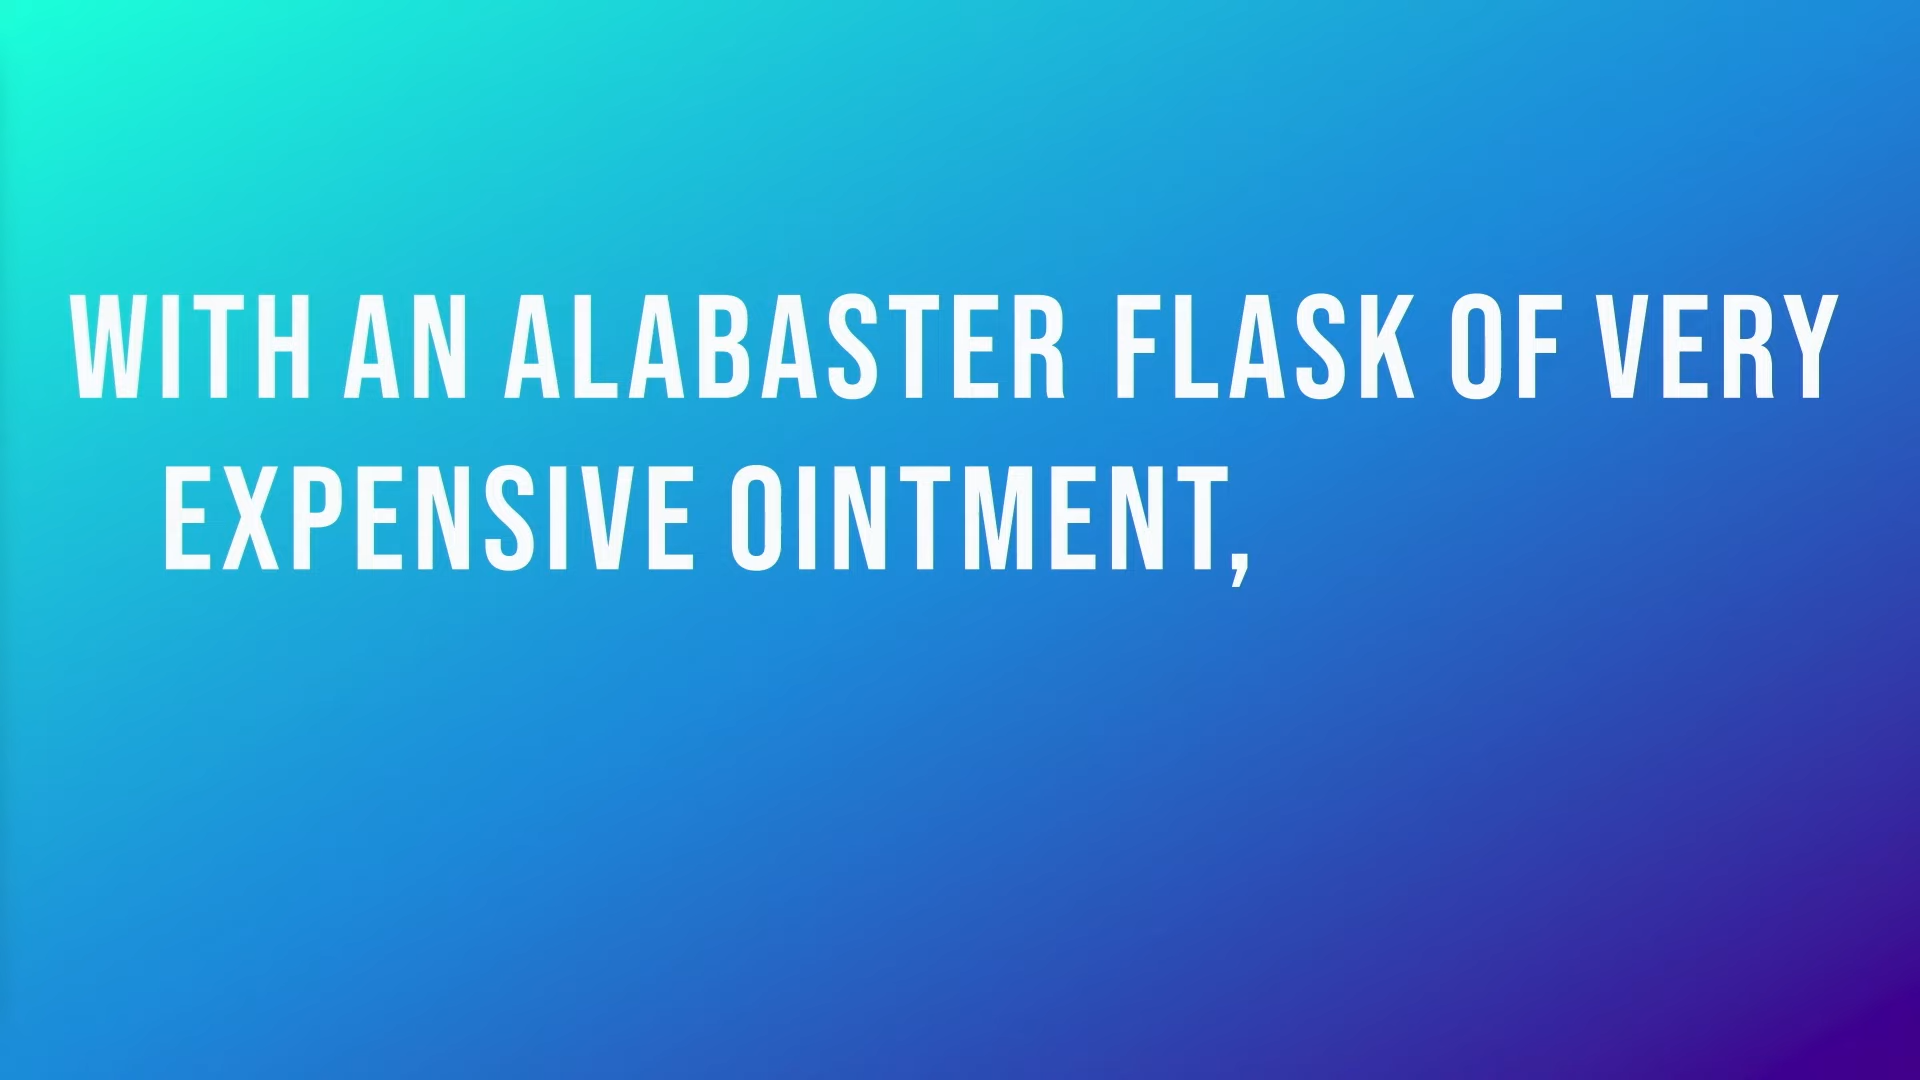 WITH AN ALABASTER FLASK OF VERY
EXPENSIVE OINTMENT,